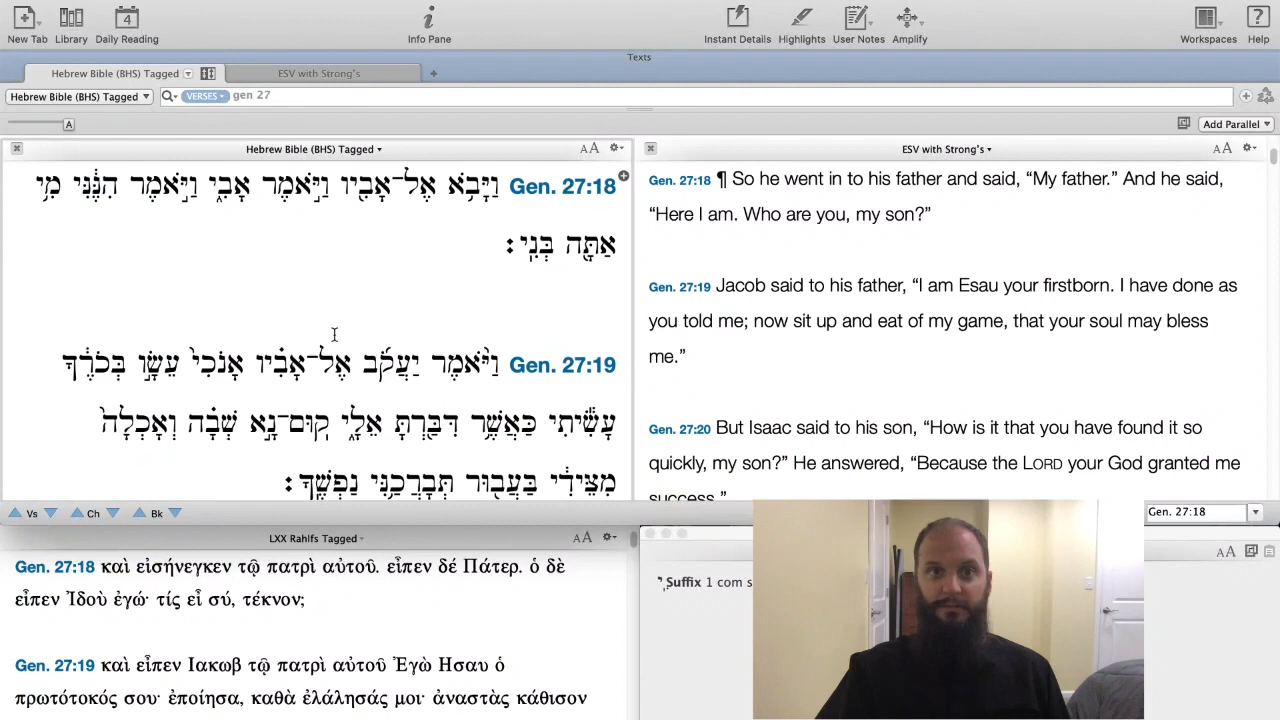 New Tab
Library
4
Daily Reading
Info Pane
Instant Details
Highlights
User Notes
Amplify
Workspaces
Help
Texts
Hebrew Bible (BHS) Tagged
ESV with Strong's
+
Hebrew Bible (BHS) Tagged
VERSES
gen 27
A
Add Parallel
Hebrew Bible (BHS) Tagged
AA
Gen. 27:18 וַיָּבֹ֥א אֶל־אָבִ֖יו וַיֹּ֣אמֶר אָבִ֑י וַיֹּ֣אמֶר הִנֶּ֔נִּי מִ֥י
אַתָּ֖ה בְּנִֽי׃
Gen. 27:19 וַיֹּ֨אמֶר יַעֲקֹ֜ב אֶל־אָבִ֗יו אָנֹכִי֙ עֵשָׂ֣ו בְּכֹרֶ֔ךָ
עָשִׂ֕יתִי כַּאֲשֶׁ֥ר דִּבַּ֖רְתָּ אֵלָ֑י קֽוּם־נָ֣א שְׁבָ֗ה וְאָכְלָה֙
מִצֵּידִ֔י בַּעֲב֖וּר תְּבָרֲכַ֥נִּי נַפְשֶֽׁךָ׃
Vs
Ch
Bk
ESV with Strong's
AA
Gen. 27:18 ¶ So he went in to his father and said, “My father.” And he said,
“Here I am. Who are you, my son?”
Gen. 27:19 Jacob said to his father, “I am Esau your firstborn. I have done as
you told me; now sit up and eat of my game, that your soul may bless
me.”
Gen. 27:20 But Isaac said to his son, “How is it that you have found it so
quickly, my son?” He answered, “Because the LORD your God granted me
success.”
Gen. 27:18
LXX Rahlfs Tagged
AA
Gen. 27:18 καὶ εἰσήνεγκεν τῷ πατρὶ αὐτοῦ. εἶπεν δέ Πάτερ. ὁ δὲ
εἶπεν Ἰδοὺ ἐγώ· τίς εἶ σύ, τέκνον;
Gen. 27:19 καὶ εἶπεν Ιακωβ τῷ πατρὶ αὐτοῦ Ἐγὼ Ησαυ ὁ
πρωτότοκός σου· ἐποίησα, καθὰ ἐλάλησάς μοι· ἀναστὰς κάθισον
AA
Suffix 1 com s